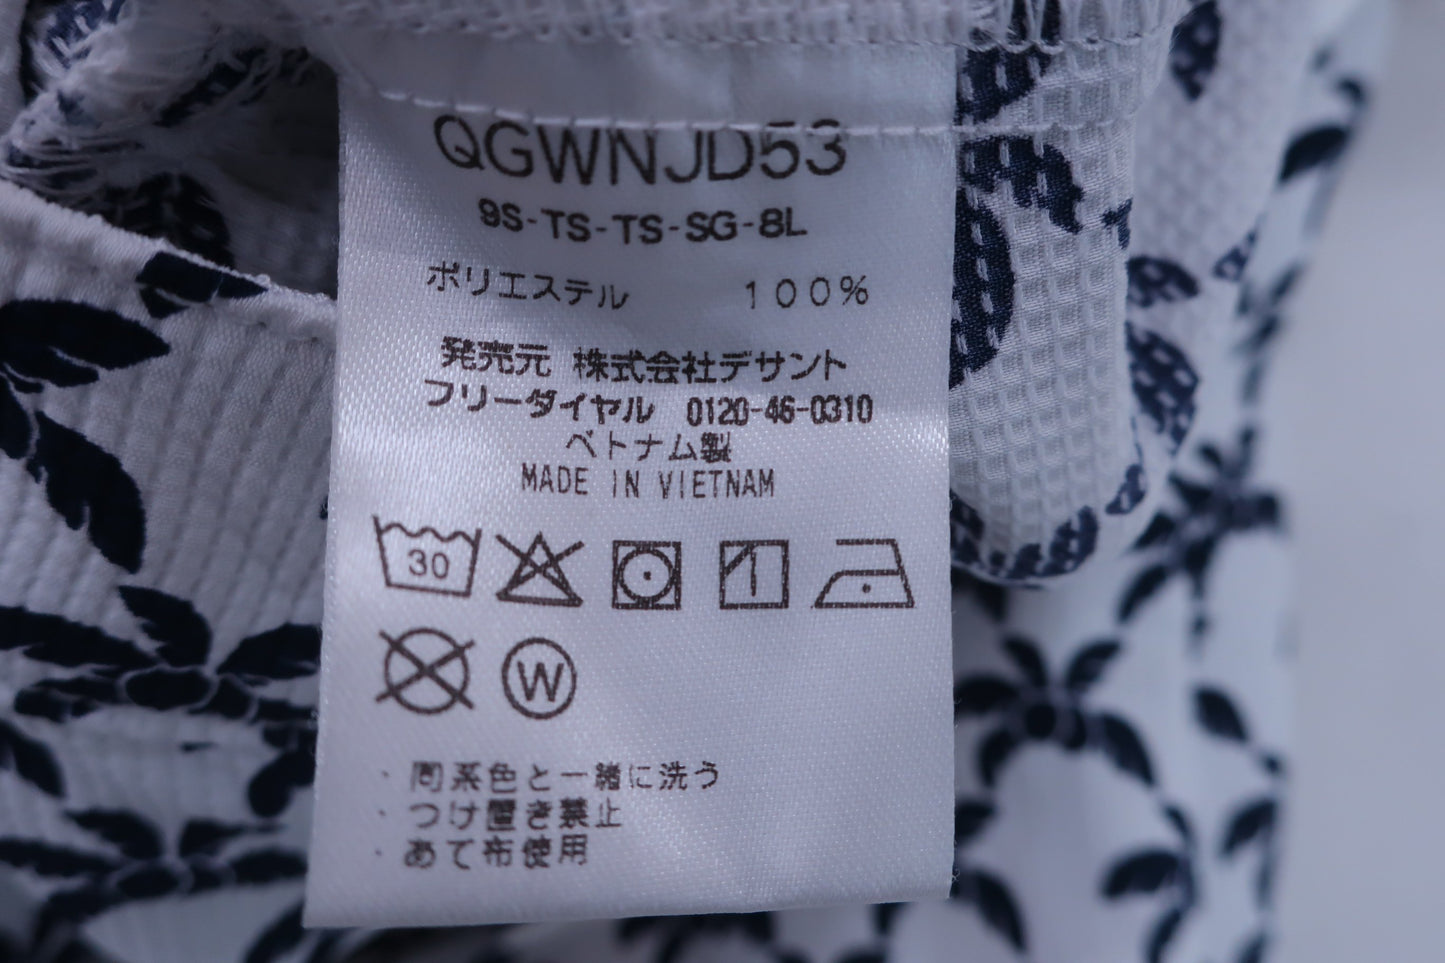 QGWNJD53
9S-TS-TS-SG-8L
ポリエステル 100%
発売元 株式会社デサント
フリーダイヤル 0120-46-0310
ベトナム製
MADE IN VIETNAM
30
W
・同系色と一緒に洗う
・つけ置き禁止
・あて布使用